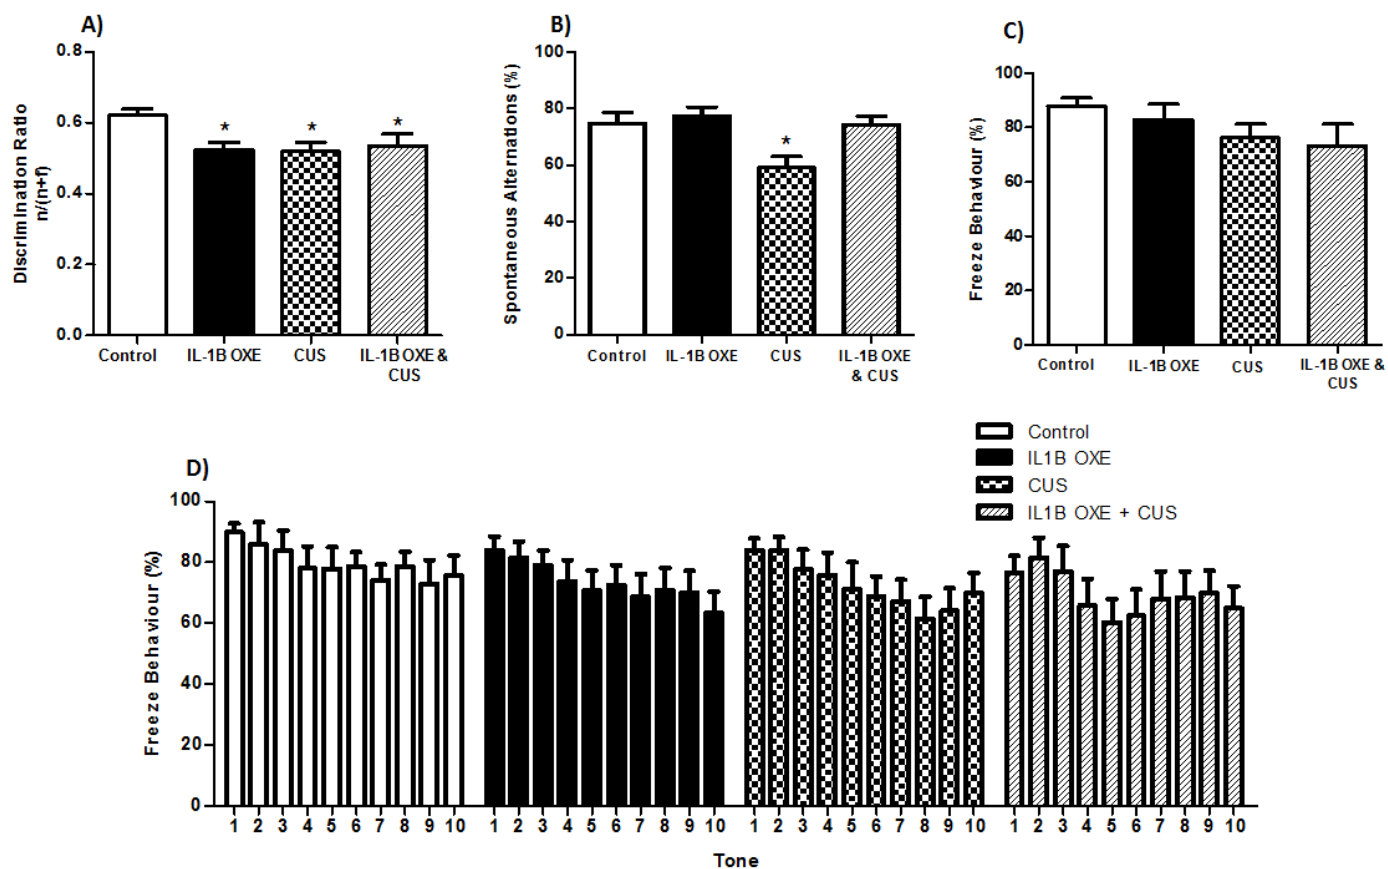 A)
0.8
0.6
0.4
0.2
0.0
Discrimination Ratio
n/(n+f)
*
*
*
Control
IL-1B OXE
CUS
IL-1B OXE &
CUS
B)
100
80
60
40
20
0
Spontaneous Alternations (%)
*
Control
IL-1B OXE
CUS
IL-1B OXE
& CUS
C)
100
80
60
40
20
0
Freeze Behaviour (%)
Control
IL-1B OXE
CUS
IL-1B OXE &
CUS
Control
IL1B OXE
CUS
IL1B OXE + CUS
D)
100
80
60
40
20
0
Freeze Behaviour (%)
1 2 3 4 5 6 7 8 9 10 1 2 3 4 5 6 7 8 9 10 1 2 3 4 5 6 7 8 9 10 1 2 3 4 5 6 7 8 9 10
Tone